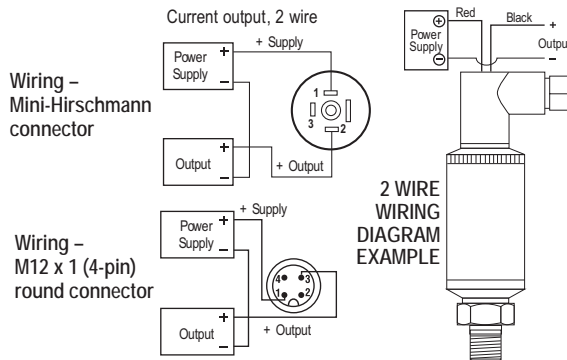 Current output, 2 wire
Wiring –
Mini-Hirschmann
connector
Power
Supply
+
–
+ Supply
1
3
2
Output
+
–
+ Output
Wiring –
M12 x 1 (4-pin)
round connector
Power
Supply
+
–
+ Supply
4
3
1
2
Output
+
–
+ Output
Power
Supply
+
–
Red
Black
+
Output
–
2 WIRE
WIRING
DIAGRAM
EXAMPLE